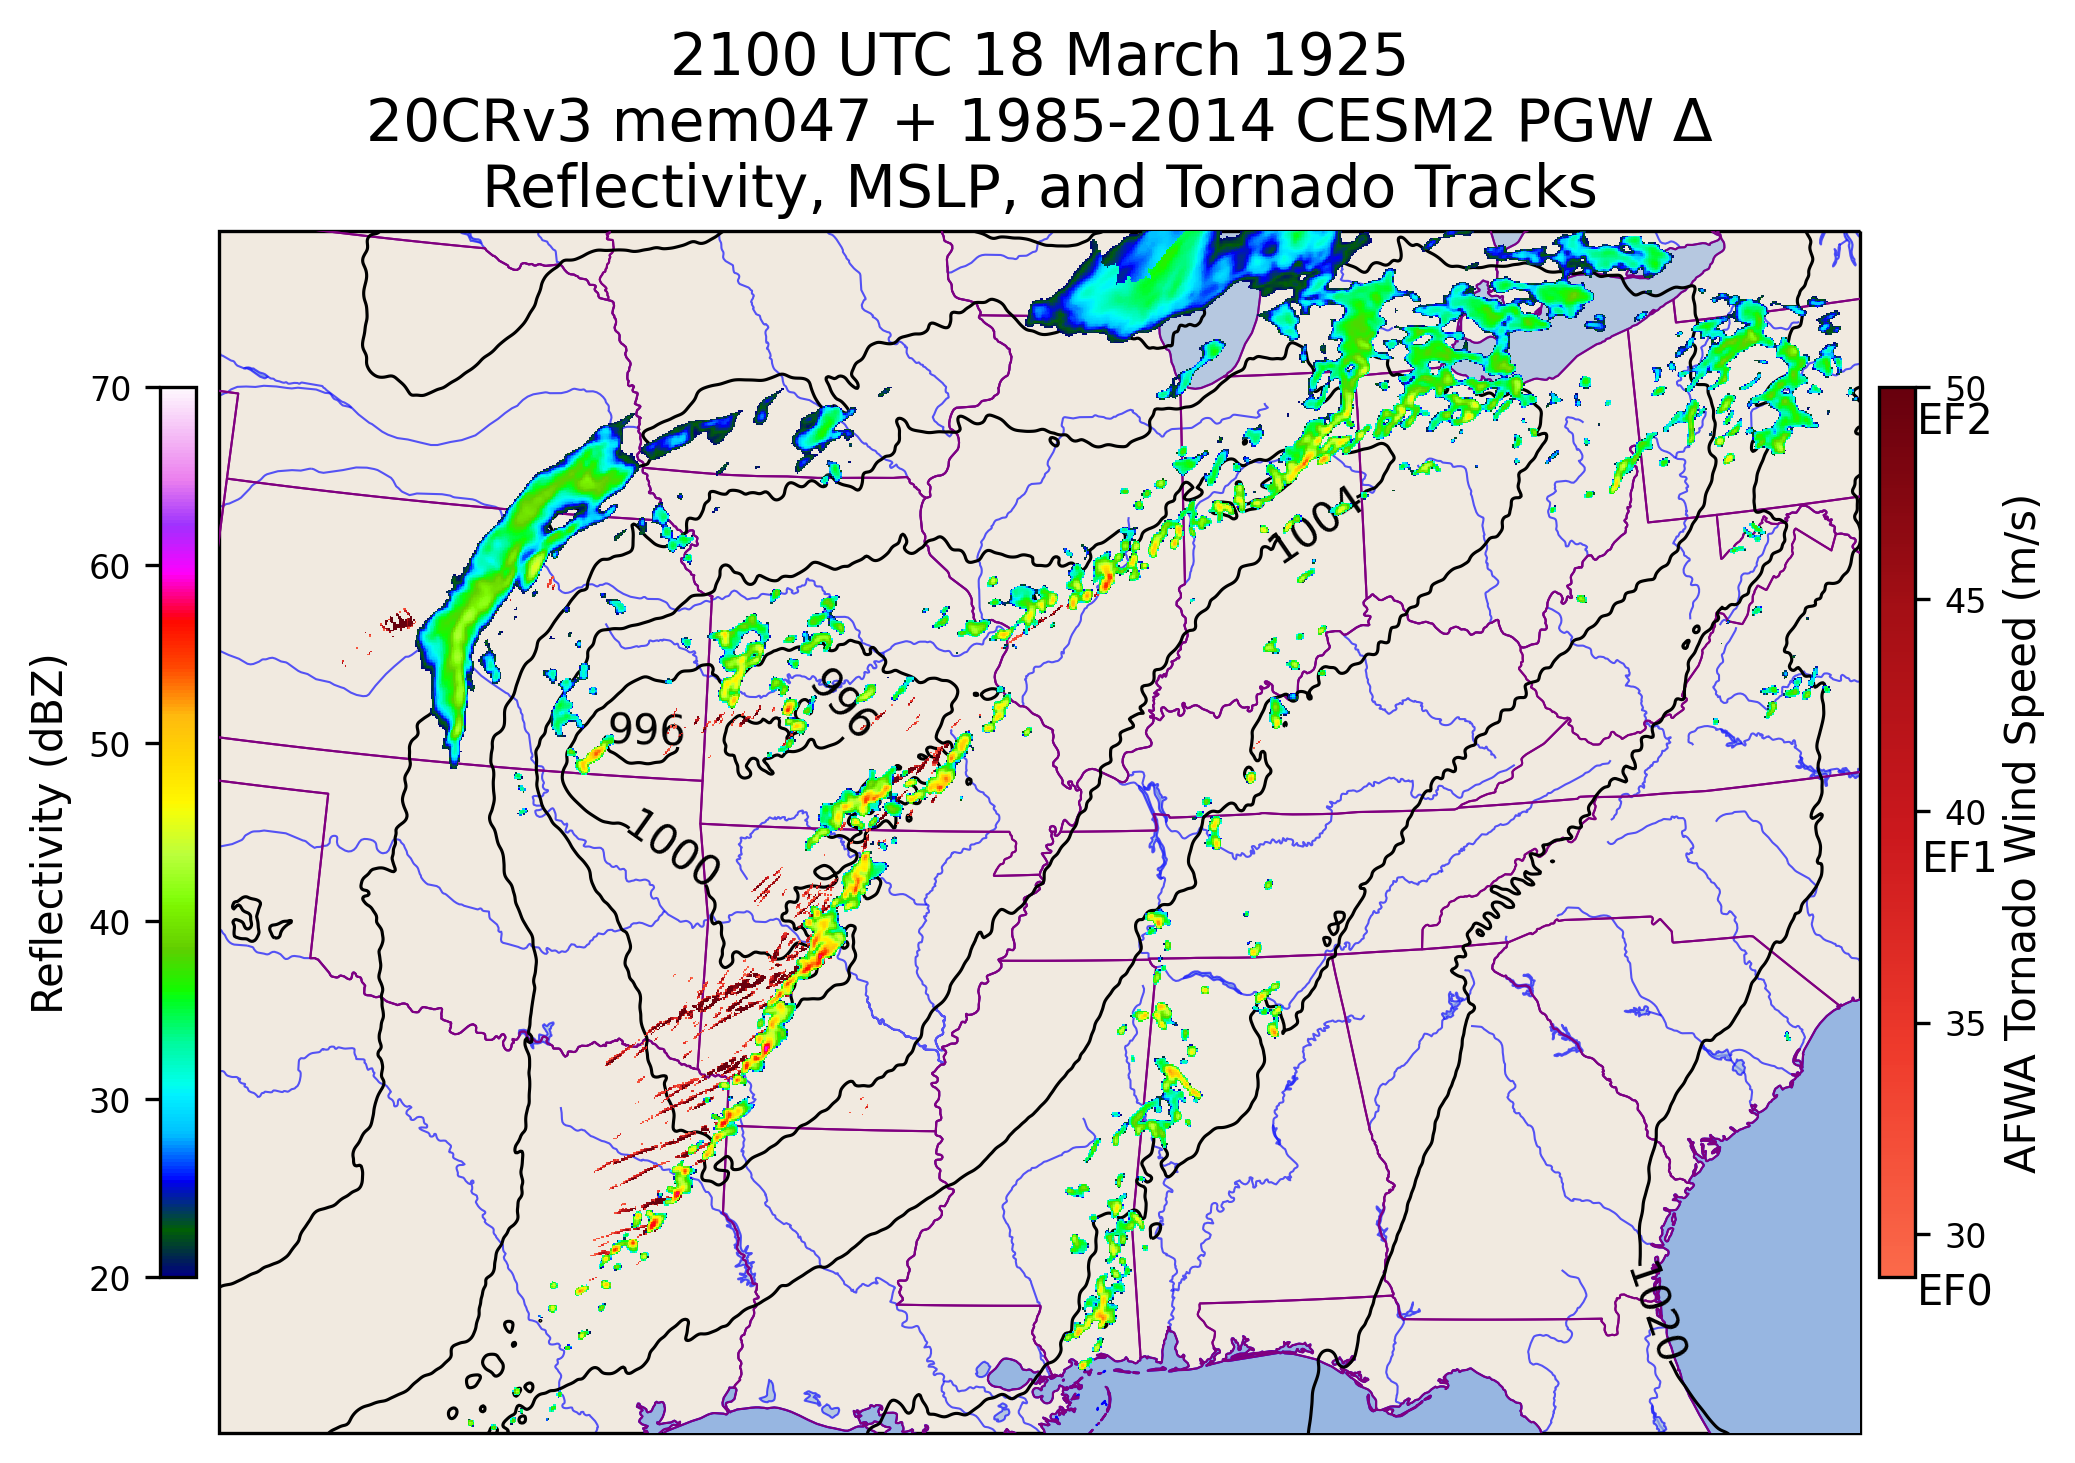 2100 UTC 18 March 1925
20CRv3 mem047 + 1985-2014 CESM2 PGW Δ
Reflectivity, MSLP, and Tornado Tracks
Reflectivity (dBZ)
70
60
50
40
30
20
1004
996
996
1000
1020
50
EF2
45
40
EF1
35
30
EF0
AFWA Tornado Wind Speed (m/s)